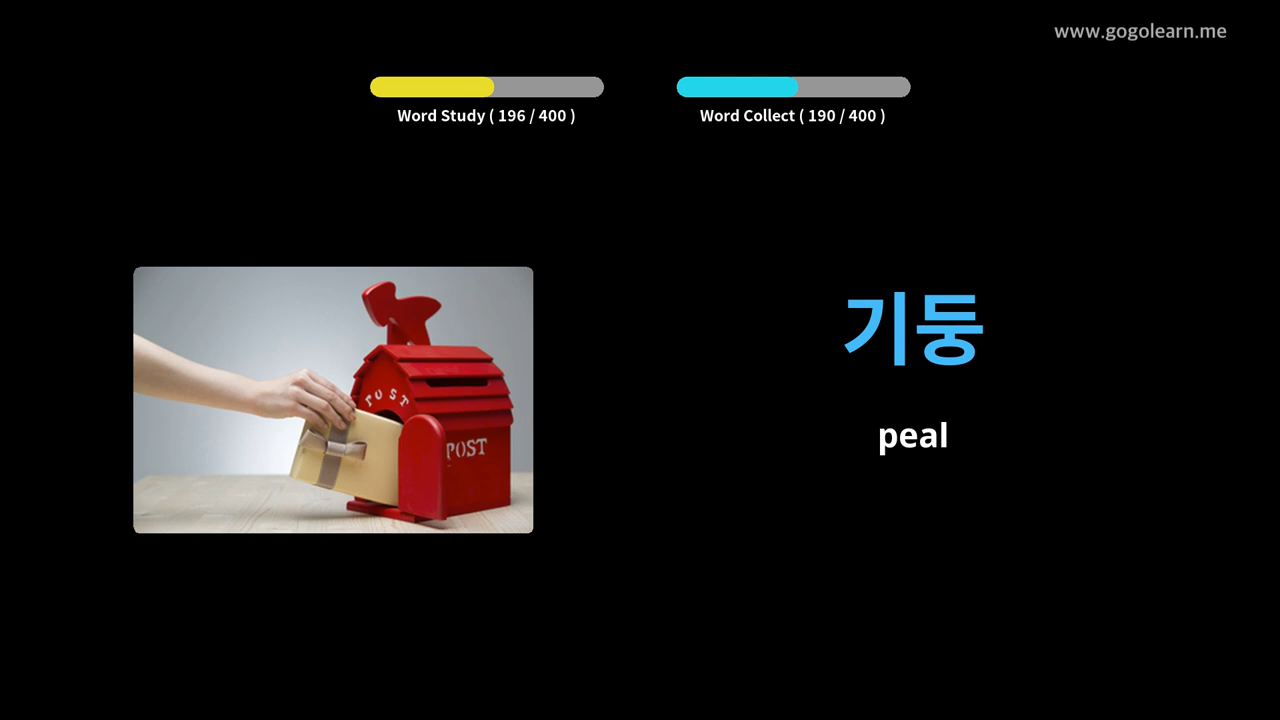 www.gogolearn.me
Word Study ( 196 / 400 )
Word Collect ( 190 / 400 )
기둥
peal
POST
POST